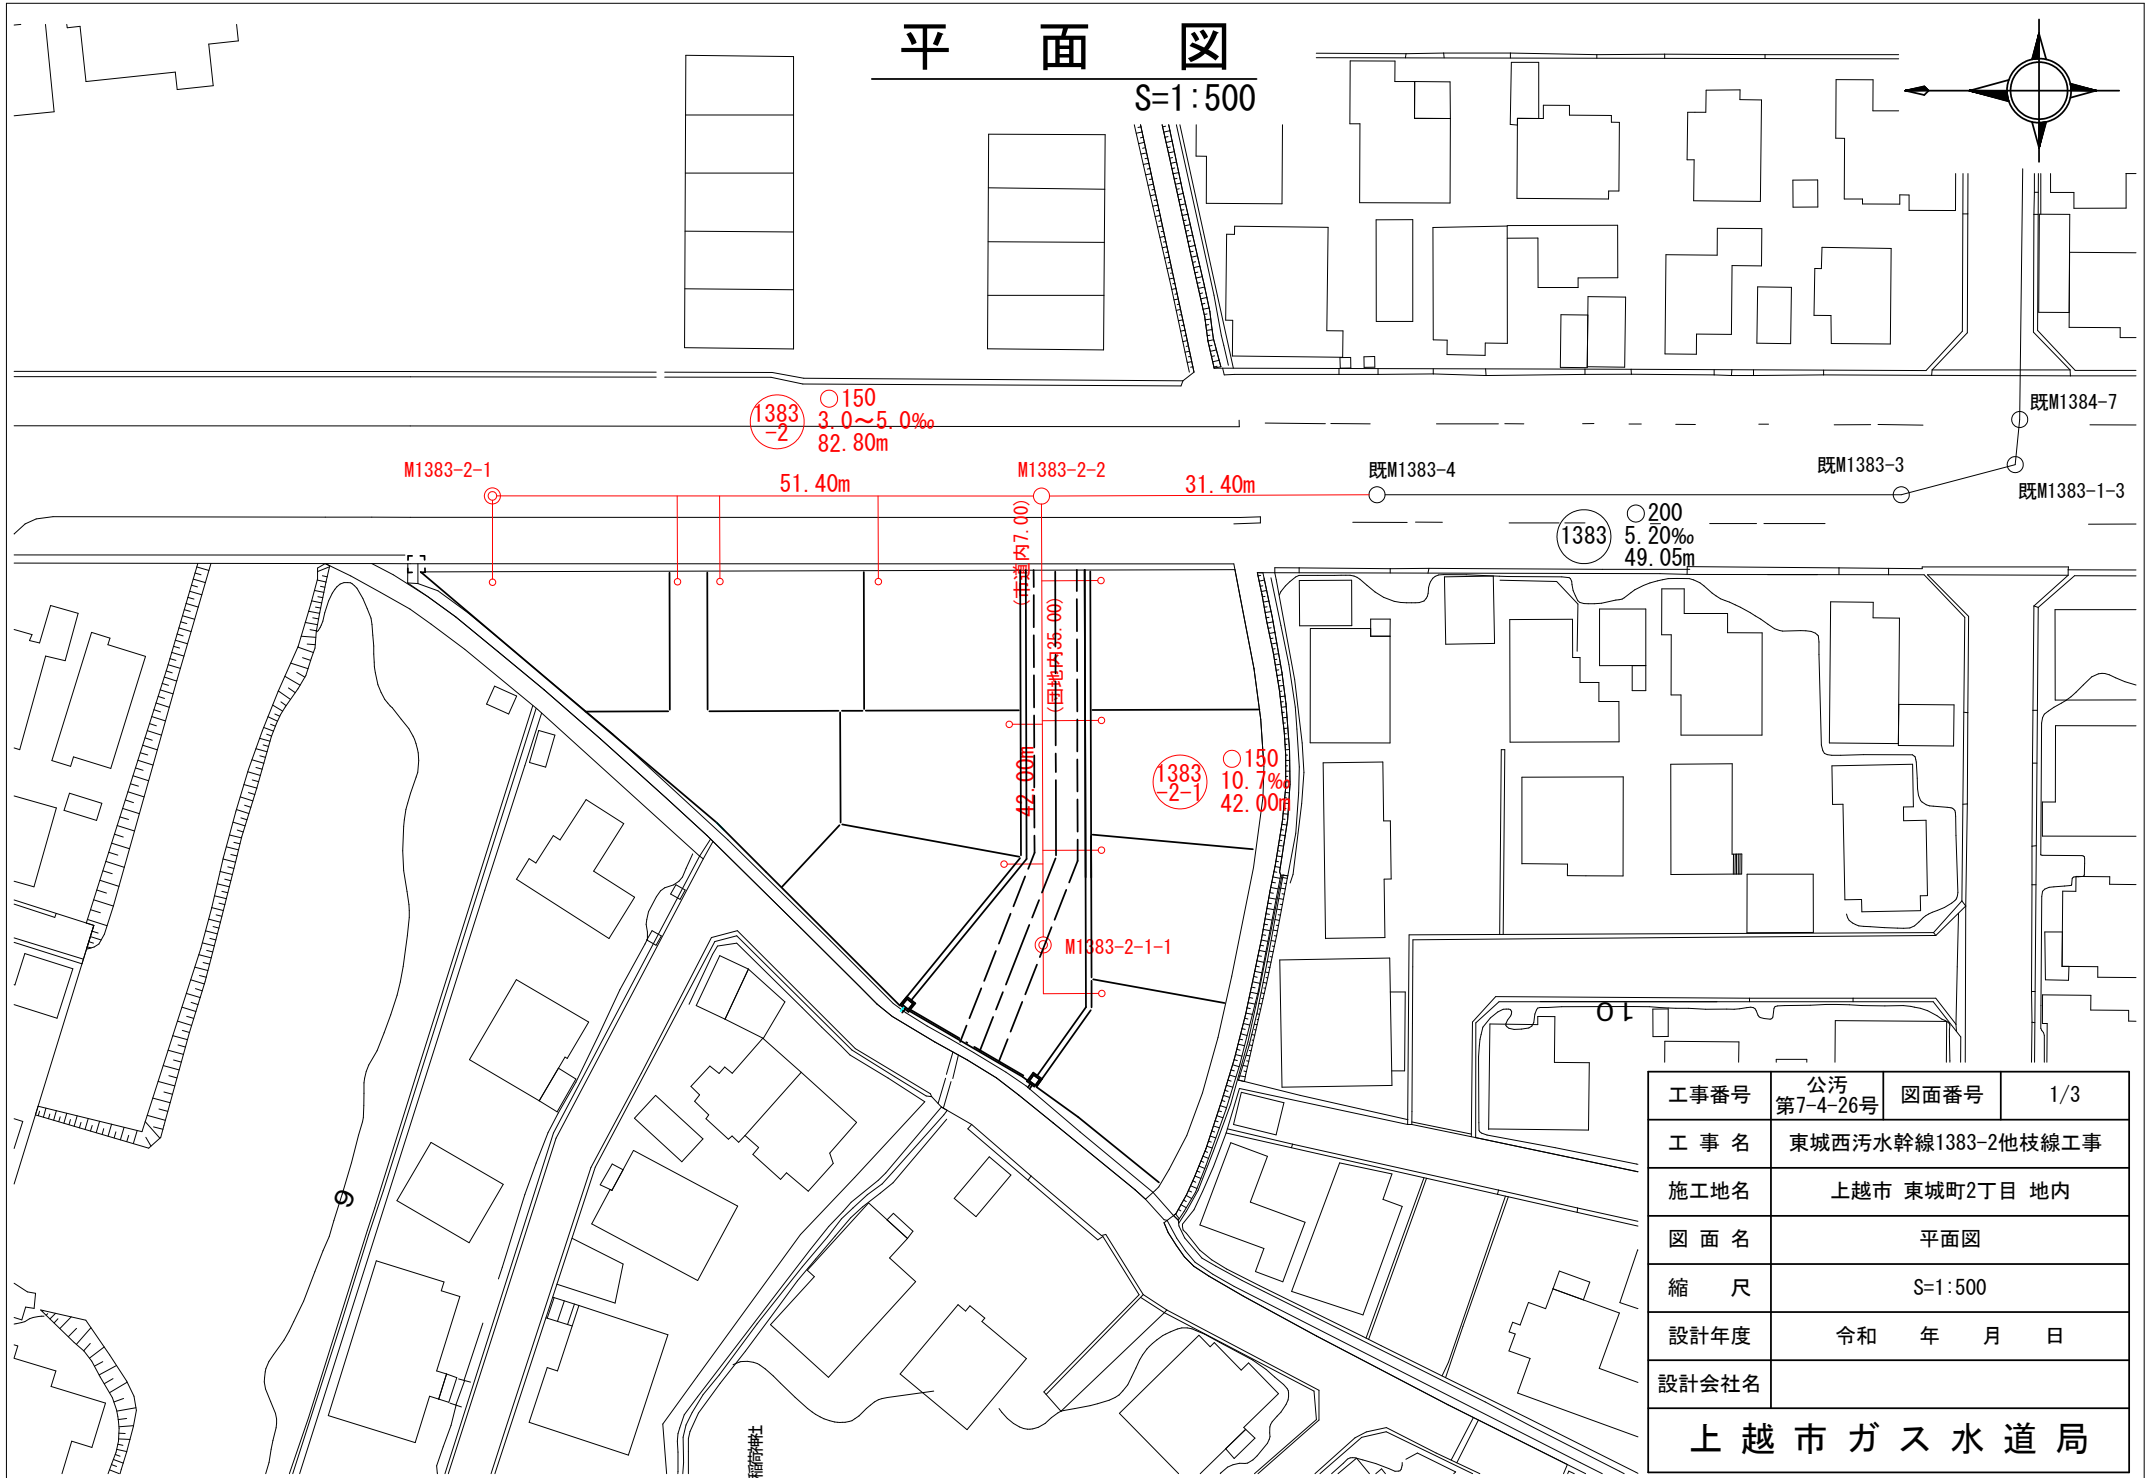 平面図
S=1:500
1383
-2
○150
3.0～5.0‰
82.80m
既M1384-7
M1383-2-1
51.40m
M1383-2-2
31.40m
既M1383-4
既M1383-3
既M1383-1-3
1383
○200
5.20‰
49.05m
(市道内7.00)
(団地内35.00)
42.00m
1383
-2-1
○150
10.7‰
42.00m
M1383-2-1-1
10
9
稲荷神社
工事番号 公汚 第7-4-26号 図面番号 1/3
工事名 東城西汚水幹線1383-2他枝線工事
施工地名 上越市 東城町2丁目 地内
図面名 平面図
縮尺 S=1:500
設計年度 令和 年 月 日
設計会社名
上越市ガス水道局